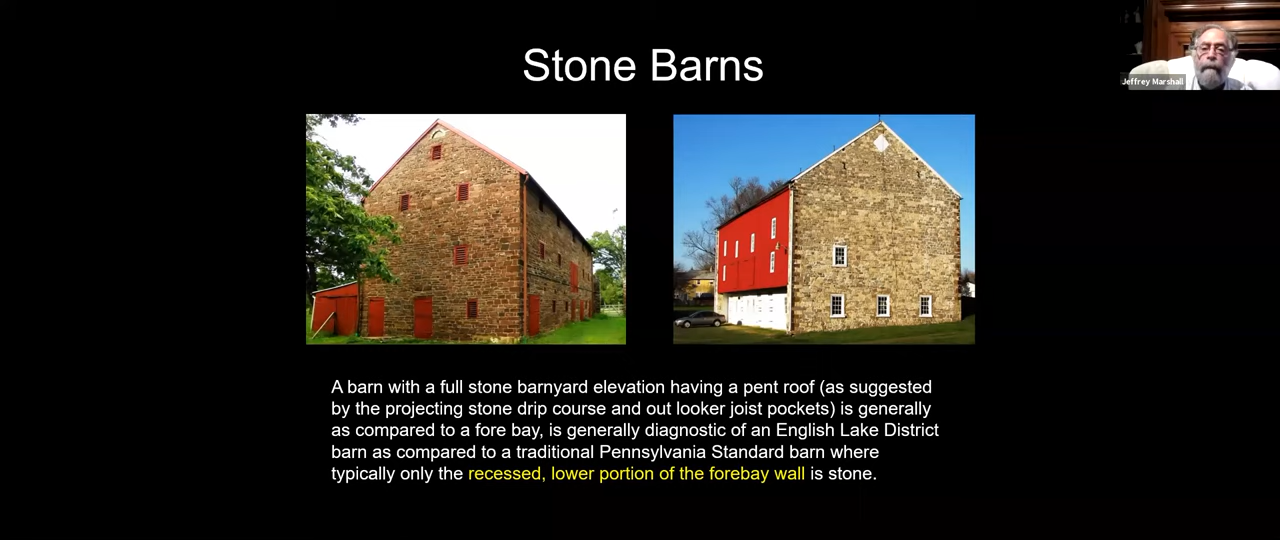 Stone Barns
Jeffrey Marshall
A barn with a full stone barnyard elevation having a pent roof (as suggested
by the projecting stone drip course and out looker joist pockets) is generally
as compared to a fore bay, is generally diagnostic of an English Lake District
barn as compared to a traditional Pennsylvania Standard barn where
typically only the recessed, lower portion of the forebay wall is stone.